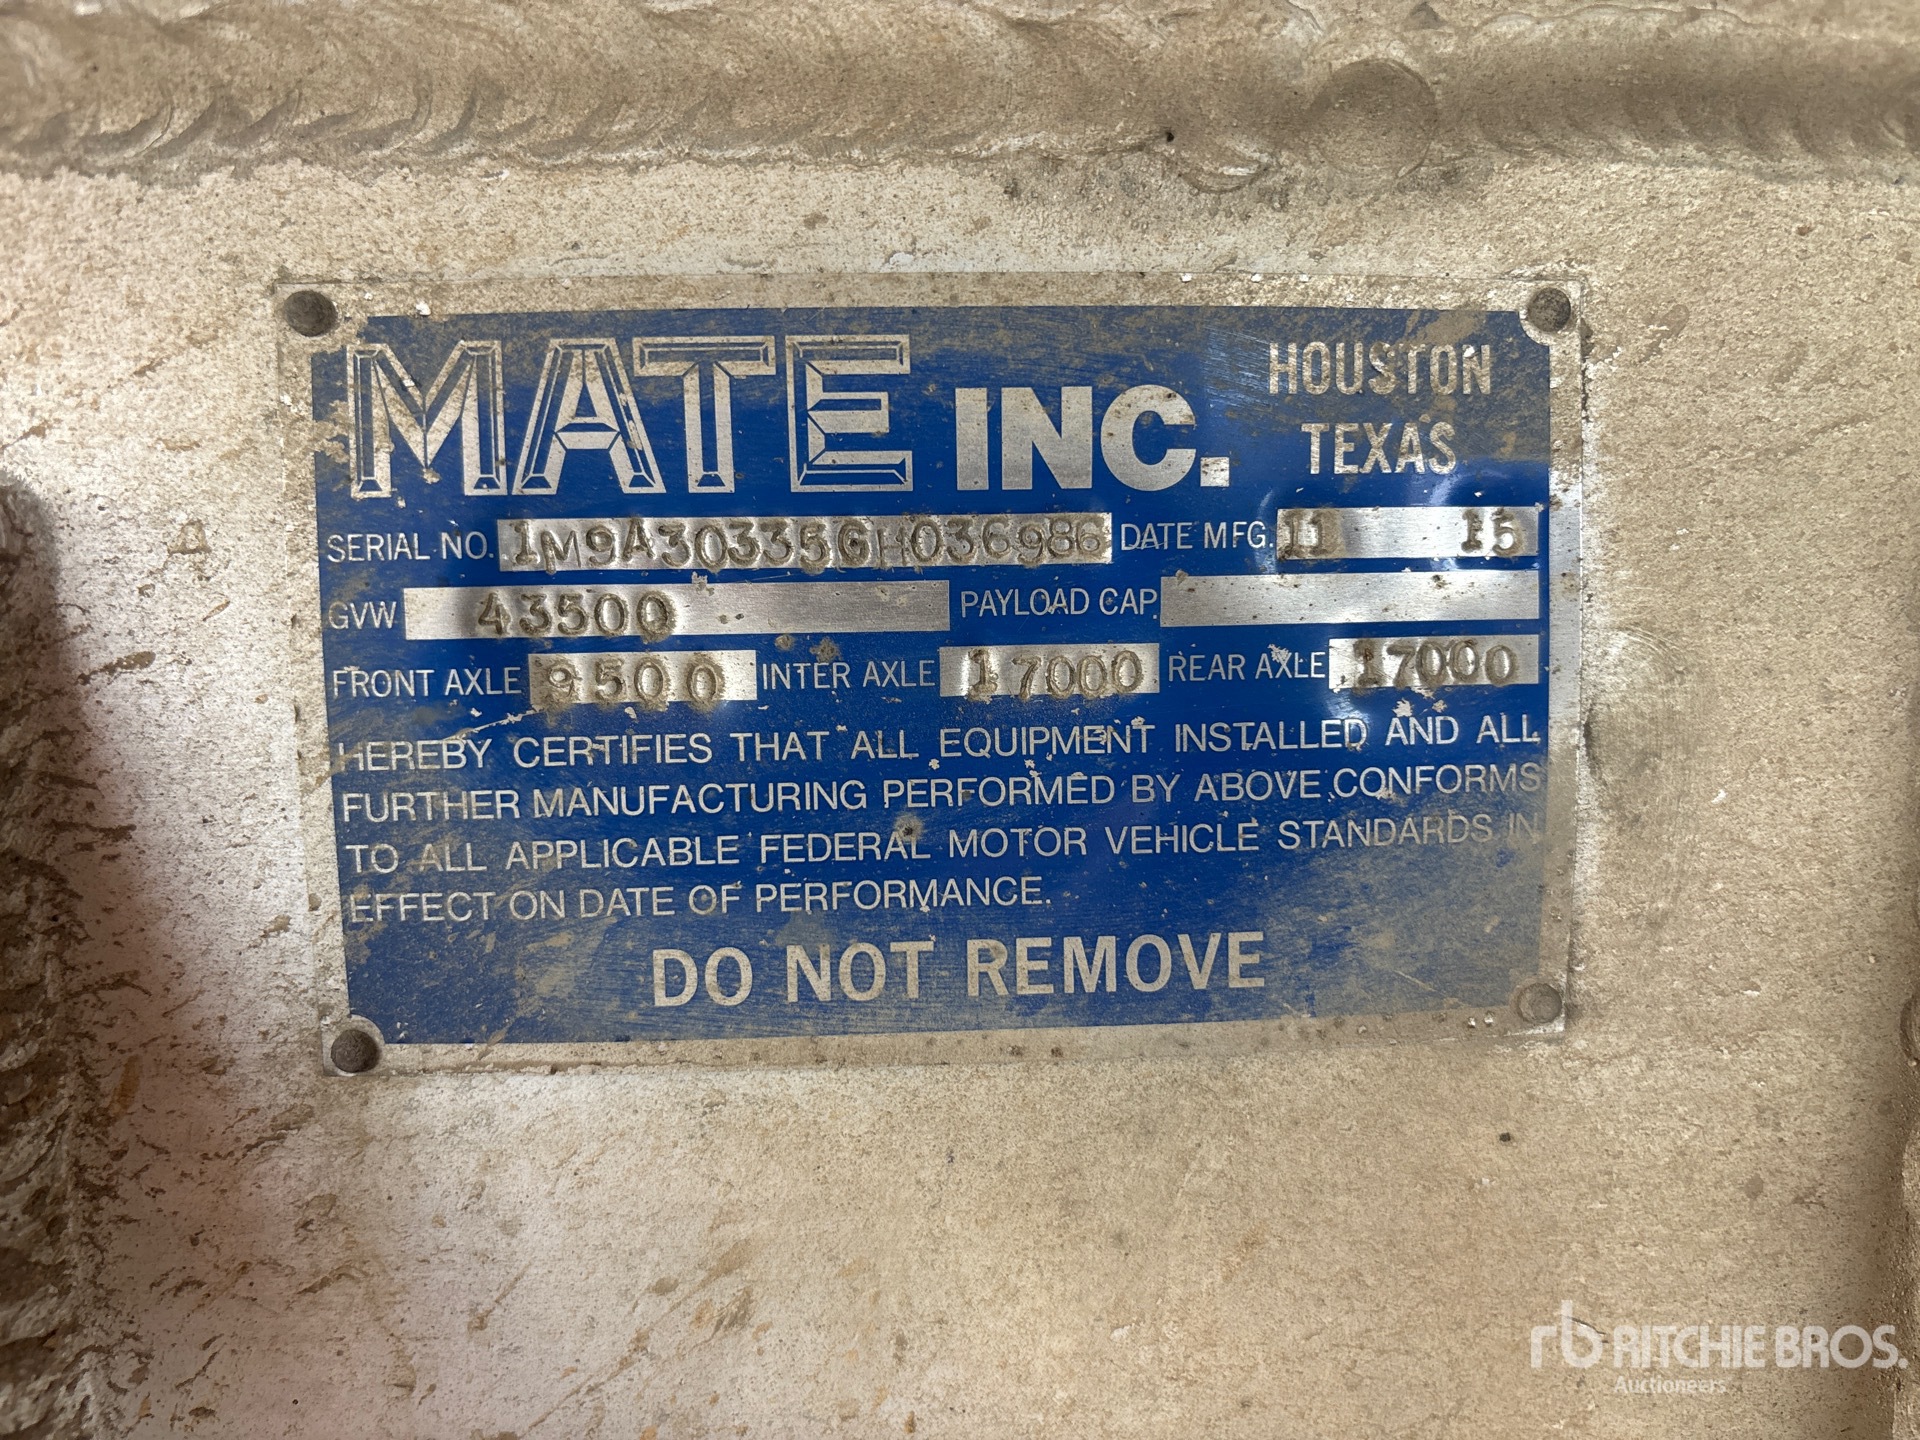 MATE INC. HOUSTON TEXAS
SERIAL NO. 1M9A30335GH036986 DATE MFG. 11 15
GVW 43500 PAYLOAD CAP.
FRONT AXLE 9500 INTER AXLE 17000 REAR AXLE 17000
HEREBY CERTIFIES THAT ALL EQUIPMENT INSTALLED AND ALL
FURTHER MANUFACTURING PERFORMED BY ABOVE CONFORMS
TO ALL APPLICABLE FEDERAL MOTOR VEHICLE STANDARDS IN
EFFECT ON DATE OF PERFORMANCE.
DO NOT REMOVE
rb RITCHIE BROS.
Auctioneers